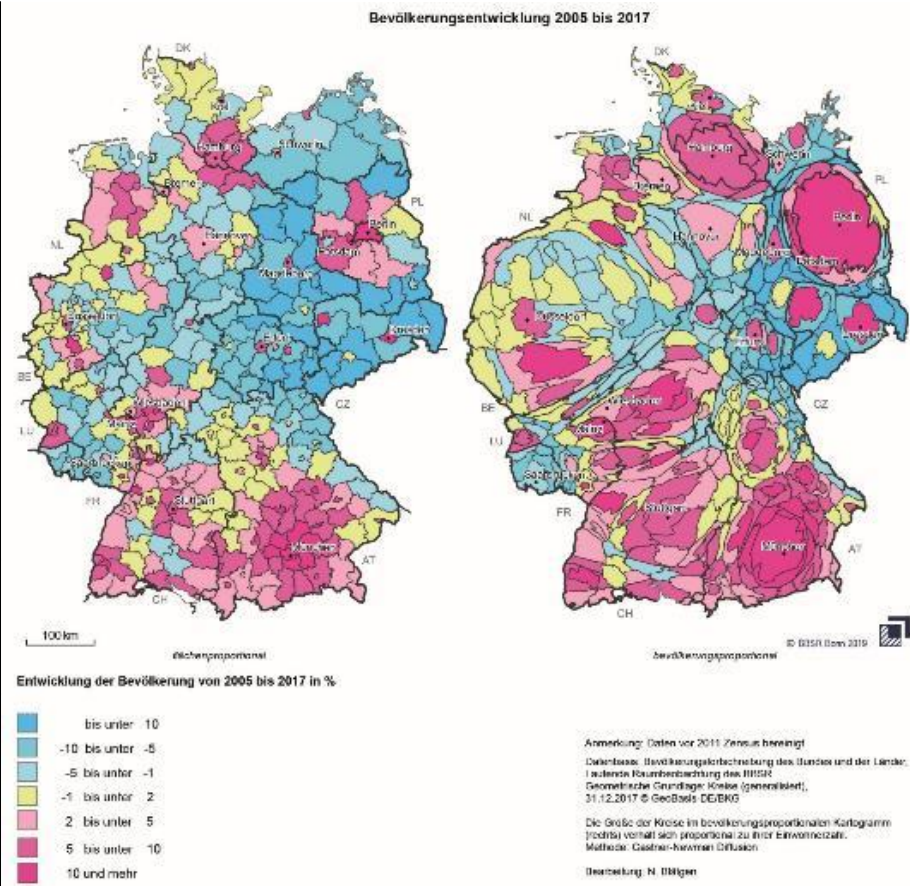 Bevölkerungsentwicklung 2005 bis 2017
DK
DK
Kiel
Kiel
Hamburg
Schwerin
Hamburg
Schwerin
Bremen
Bremen
PL
PL
Berlin
Berlin
NL
NL
Hannover
Potsdam
Hannover
Potsdam
Magdeburg
Magdeburg
Düsseldorf
Düsseldorf
Erfurt
Dresden
Erfurt
Dresden
BE
BE
Wiesbaden
Wiesbaden
CZ
CZ
Mainz
Mainz
LU
LU
Saarbrücken
Saarbrücken
FR
FR
Stuttgart
Stuttgart
München
München
AT
AT
CH
CH
100 km
© BBSR Bonn 2019
flächenproportional
bevölkerungsproportional
Entwicklung der Bevölkerung von 2005 bis 2017 in %
bis unter 10
-10 bis unter -5
-5 bis unter -1
-1 bis unter 2
2 bis unter 5
5 bis unter 10
10 und mehr
Anmerkung: Daten vor 2011 Zensus bereinigt
Datenbasis: Bevölkerungsfortschreibung des Bundes und der Länder,
Laufende Raumbeobachtung des BBSR
Geometrische Grundlage: Kreise (generalisiert),
31.12.2017 © GeoBasis-DE/BKG
Die Größe der Kreise im bevölkerungsproportionalen Kartogramm
(rechts) verhält sich proportional zu ihrer Einwohnerzahl.
Methode: Gastner-Newman Diffusion
Bearbeitung: N. Blätgen